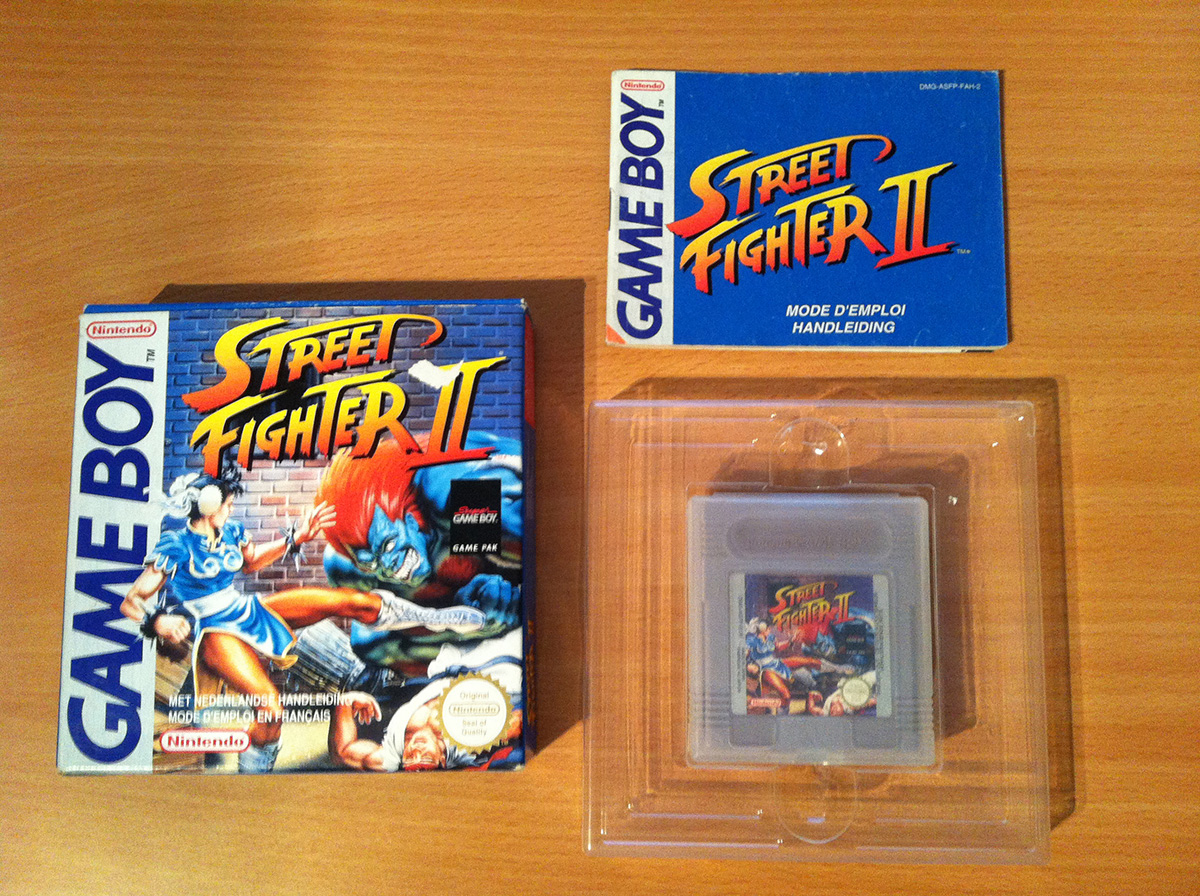 Nintendo
GAME BOY
TM
STREET
FIGHTER II
Super
GAME BOY
GAME PAK
MET NEDERLANDSE HANDLEIDING
MODE D'EMPLOI EN FRANÇAIS
Nintendo
Original
Nintendo
Seal of
Quality
Nintendo
GAME BOY
TM
DMG-ASFP-FAH-2
STREET
FIGHTER II
MODE D'EMPLOI
HANDLEIDING
STREET
FIGHTER II
Nintendo